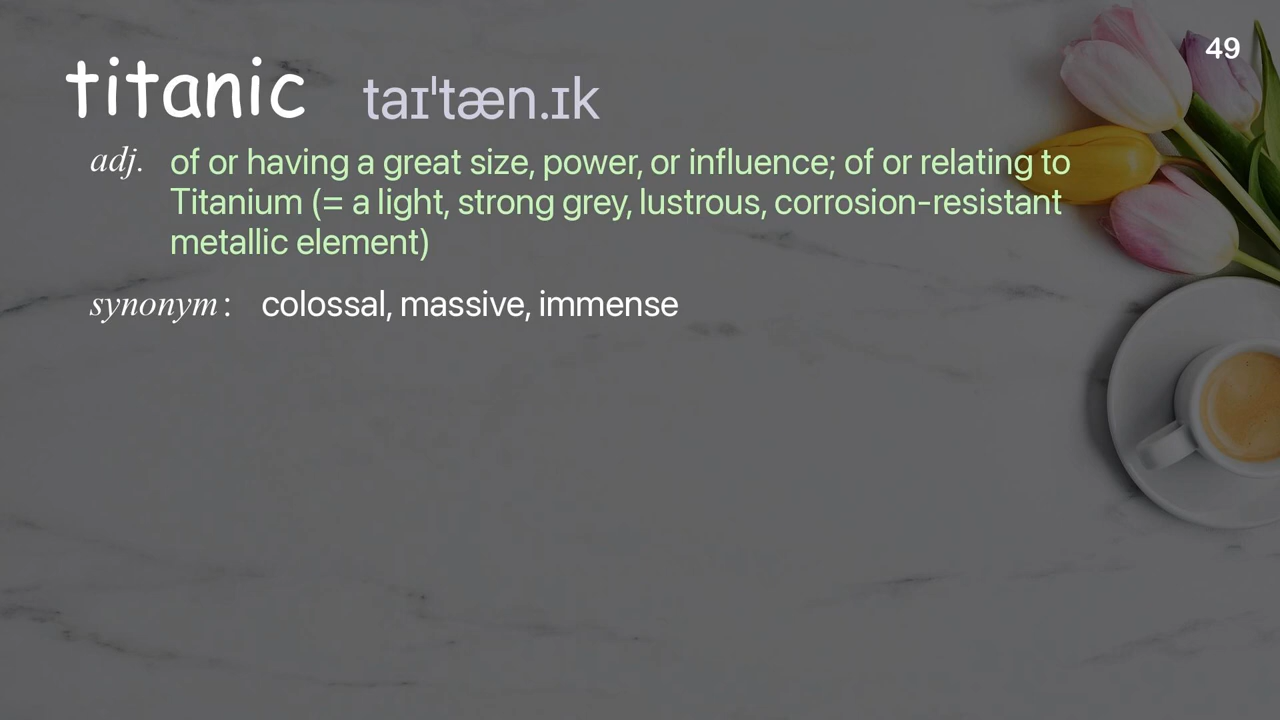 49
titanic taɪˈtæn.ɪk
adj. of or having a great size, power, or influence; of or relating to
Titanium (= a light, strong grey, lustrous, corrosion-resistant
metallic element)
synonym: colossal, massive, immense